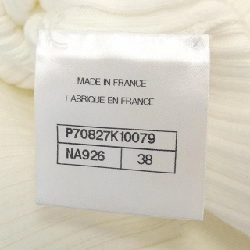 MADE IN FRANCE
FABRIQUE EN FRANCE
P70827K10079
NA926 38